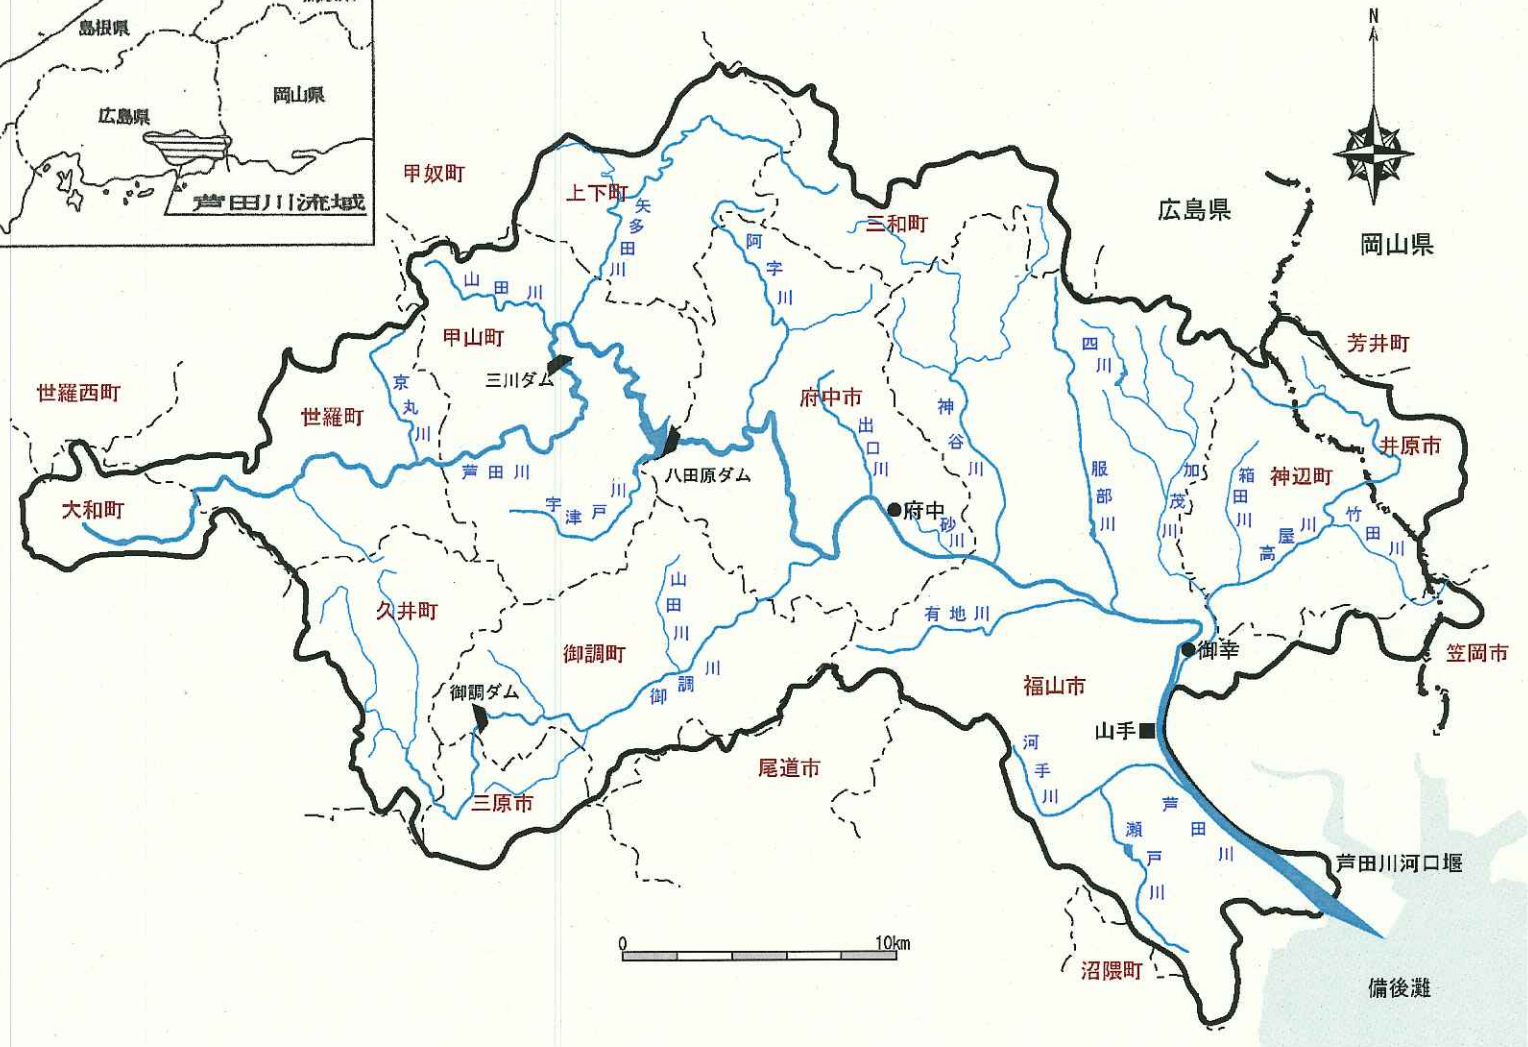 島根県
広島県
岡山県
芦田川流域
N
甲奴町
上下町
矢多田川
三和町
阿字川
広島県
岡山県
山田川
甲山町
三川ダム
世羅西町
世羅町
京丸川
芦田川
宇津戸川
八田原ダム
府中市
出口川
神谷川
四川
芳井町
井原市
神辺町
服部川
加茂川
箱田川
高屋川
竹田川
大和町
府中
砂川
久井町
山田川
御調町
御調川
有地川
御幸
笠岡市
御調ダム
福山市
山手
三原市
尾道市
河手川
瀬戸川
芦田川
芦田川河口堰
0 10km
沼隈町
備後灘